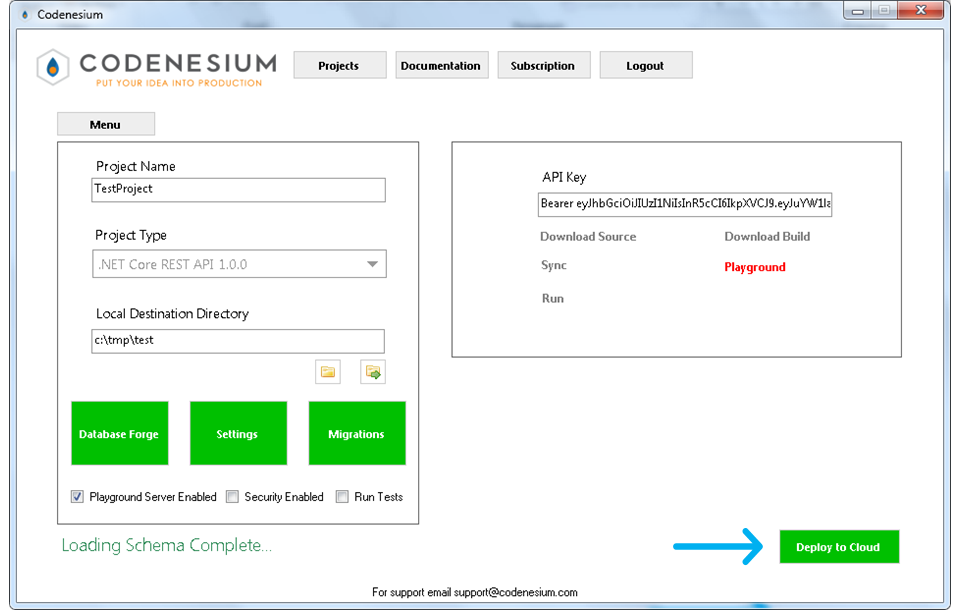 Codenesium
CODENESIUM
PUT YOUR IDEA INTO PRODUCTION
Projects
Documentation
Subscription
Logout
Menu
Project Name
TestProject
Project Type
.NET Core REST API 1.0.0
Local Destination Directory
c:\tmp\test
Database Forge
Settings
Migrations
Playground Server Enabled
Security Enabled
Run Tests
API Key
Bearer eyJhbGciOiJIUzI1NiIsInR5cCI6IkpXVCJ9.eyJuYW1la
Download Source
Download Build
Sync
Playground
Run
Loading Schema Complete...
Deploy to Cloud
For support email support@codenesium.com